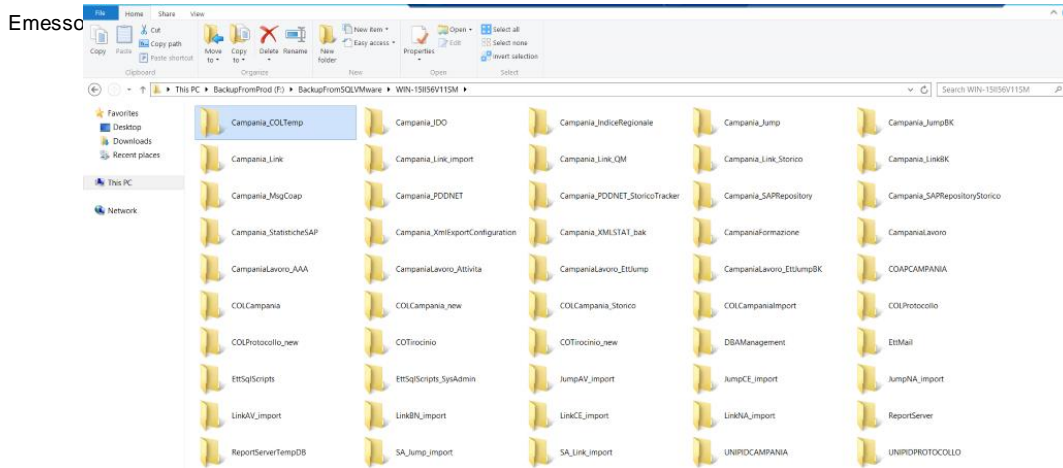 Emesso
File Home Share View
Copy Paste Cut Copy path Paste shortcut
Move to Copy to Delete Rename New folder
New item Easy access
Properties Open Edit
Select all Select none Invert selection
Clipboard Organize New Open Select
This PC BackupFromProd (F:) BackupFromSQLVMware WIN-15II56V11SM Search WIN-15II56V11SM
Favorites
Desktop
Downloads
Recent places
This PC
Network
Campania_COLTemp Campania_IDO Campania_IndiceRegionale Campania_Jump Campania_JumpBK
Campania_Link Campania_Link_import Campania_Link_QM Campania_Link_Storico Campania_LinkBK
Campania_MsgCoap Campania_PDDNET Campania_PDDNET_StoricoTracker Campania_SAPRepository Campania_SAPRepositoryStorico
Campania_StatisticheSAP Campania_XmlExportConfiguration Campania_XMLSTAT_bak CampaniaFormazione CampaniaLavoro
CampaniaLavoro_AAA CampaniaLavoro_Attivita CampaniaLavoro_EttJump CampaniaLavoro_EttJumpBK COAPCAMPANIA
COLCampania COLCampania_new COLCampania_Storico COLCampaniaImport COLProtocollo
COLProtocollo_new COTirocinio COTirocinio_new DBAManagement EttMail
EttSqlScripts EttSqlScripts_SysAdmin JumpAV_import JumpCE_import JumpNA_import
LinkAV_import LinkBN_import LinkCE_import LinkNA_import ReportServer
ReportServerTempDB SA_Jump_import SA_Link_import UNIPIDCAMPANIA UNIPIDPROTOCOLLO